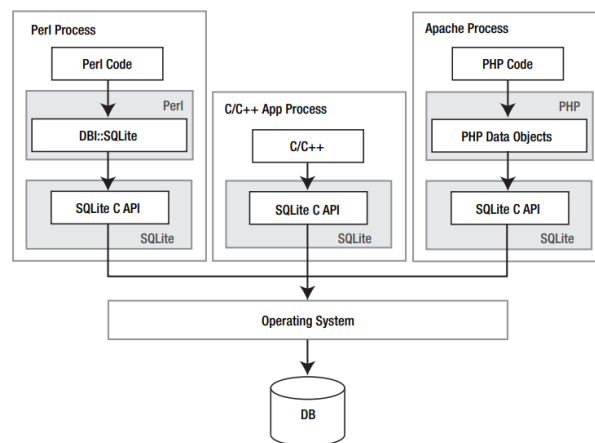 Perl Process
Perl Code
Perl
DBI::SQLite
SQLite C API
SQLite
C/C++ App Process
C/C++
SQLite C API
SQLite
Apache Process
PHP Code
PHP
PHP Data Objects
SQLite C API
SQLite
Operating System
DB